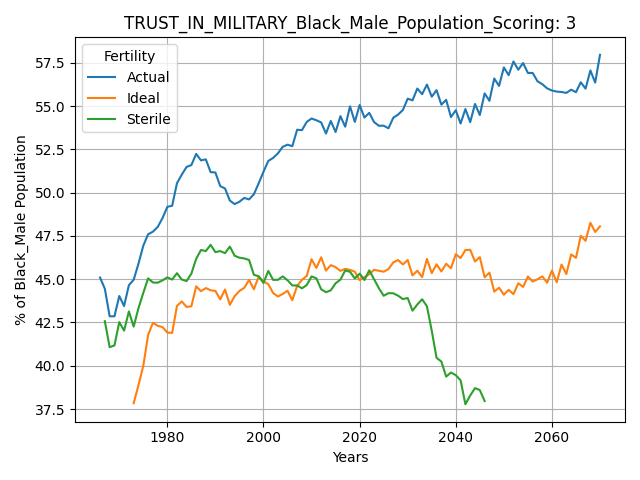 TRUST_IN_MILITARY_Black_Male_Population_Scoring: 3
Fertility
Actual
Ideal
Sterile
% of Black_Male Population
57.5
55.0
52.5
50.0
47.5
45.0
42.5
40.0
37.5
1980
2000
2020
2040
2060
Years